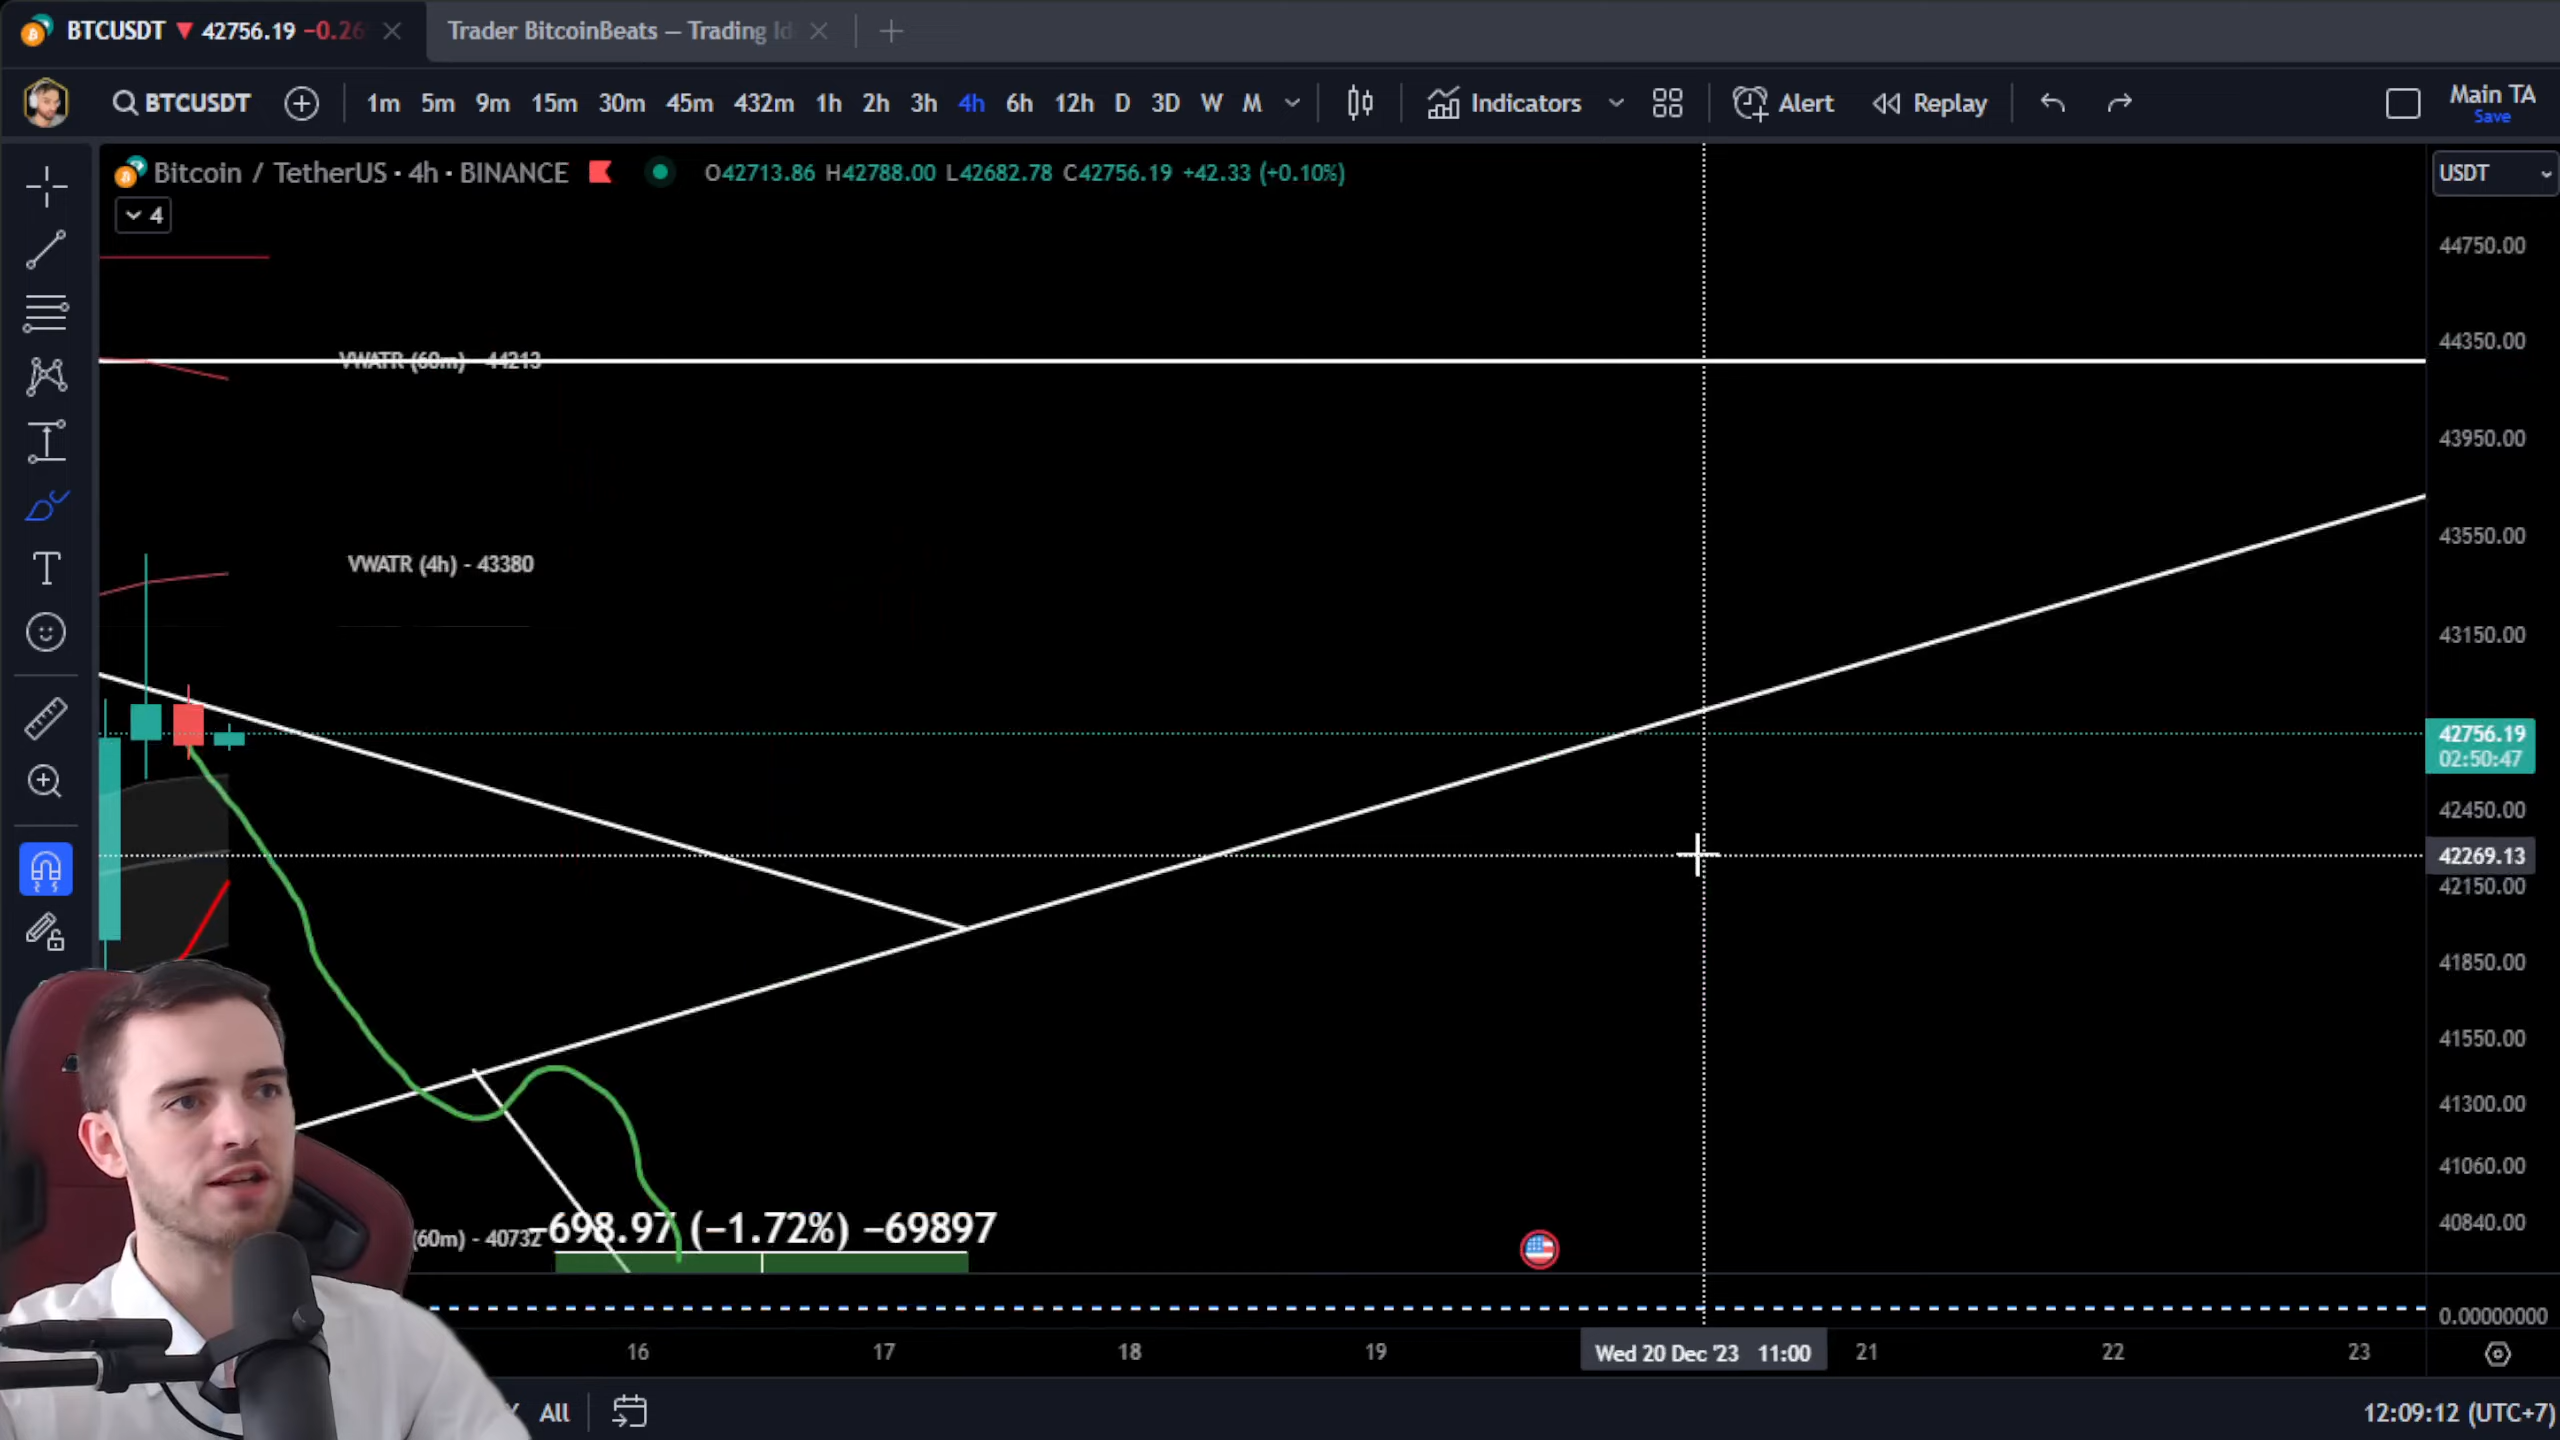 BTCUSDT ▼ 42756.19 −0.26
Trader BitcoinBeats — Trading Id
BTCUSDT 1m 5m 9m 15m 30m 45m 432m 1h 2h 3h 4h 6h 12h D 3D W M Indicators Alert Replay Main TA
Save
Bitcoin / TetherUS · 4h · BINANCE O42713.86 H42788.00 L42682.78 C42756.19 +42.33 (+0.10%)
USDT
4
44750.00
44350.00
VWATR (60m) - 44213
43950.00
43550.00
VWATR (4h) - 43380
43150.00
42756.19
02:50:47
42450.00
42269.13
42150.00
41850.00
41550.00
41300.00
41060.00
40840.00
(60m) - 40732
−698.97 (−1.72%) −69897
0.00000000
16 17 18 19 Wed 20 Dec '23 11:00 21 22 23
All
12:09:12 (UTC+7)